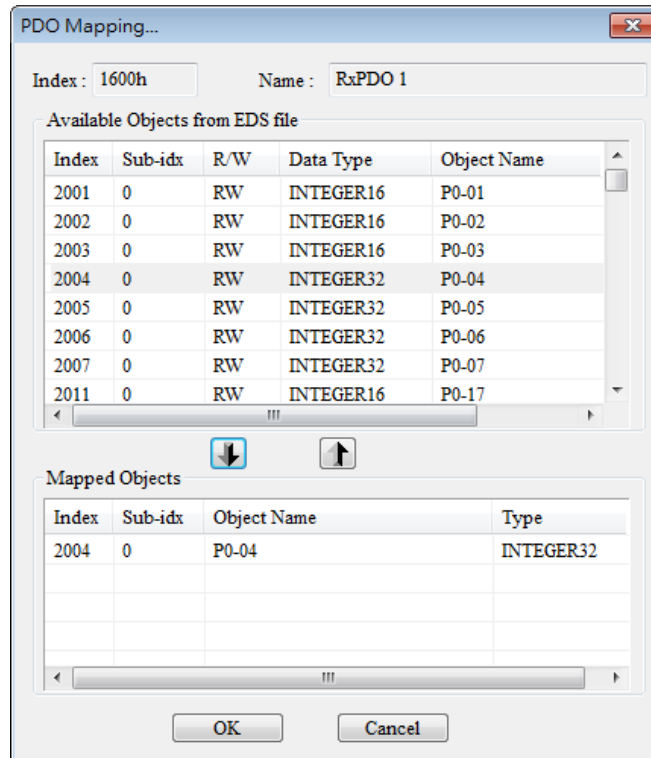 PDO Mapping...
Index : 1600h Name : RxPDO 1
Available Objects from EDS file
Index Sub-idx R/W Data Type Object Name
2001 0 RW INTEGER16 P0-01
2002 0 RW INTEGER16 P0-02
2003 0 RW INTEGER16 P0-03
2004 0 RW INTEGER32 P0-04
2005 0 RW INTEGER32 P0-05
2006 0 RW INTEGER32 P0-06
2007 0 RW INTEGER32 P0-07
2011 0 RW INTEGER16 P0-17
Mapped Objects
Index Sub-idx Object Name Type
2004 0 P0-04 INTEGER32
OK Cancel